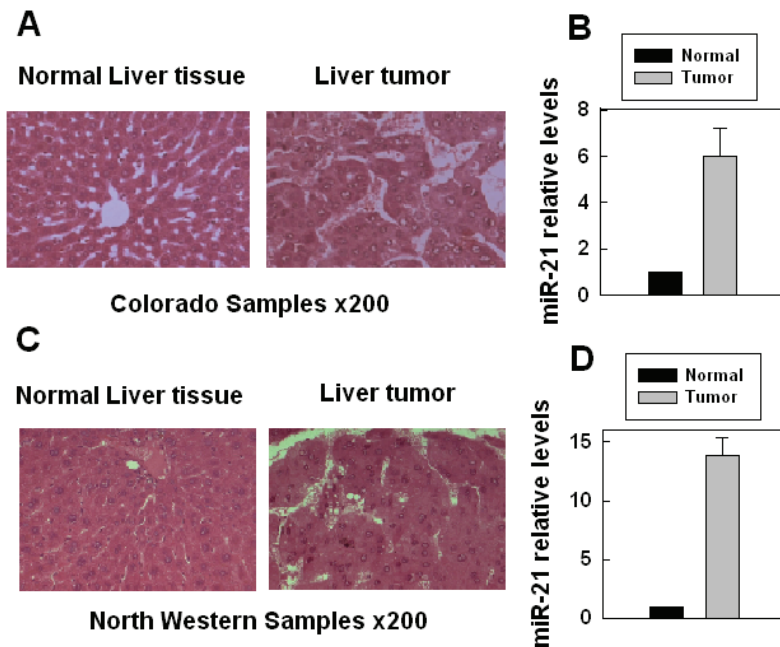 A
Normal Liver tissue
Liver tumor
Colorado Samples x200
B
Normal
Tumor
miR-21 relative levels
8
6
4
2
0
C
Normal Liver tissue
Liver tumor
North Western Samples x200
D
Normal
Tumor
miR-21 relative levels
15
10
5
0